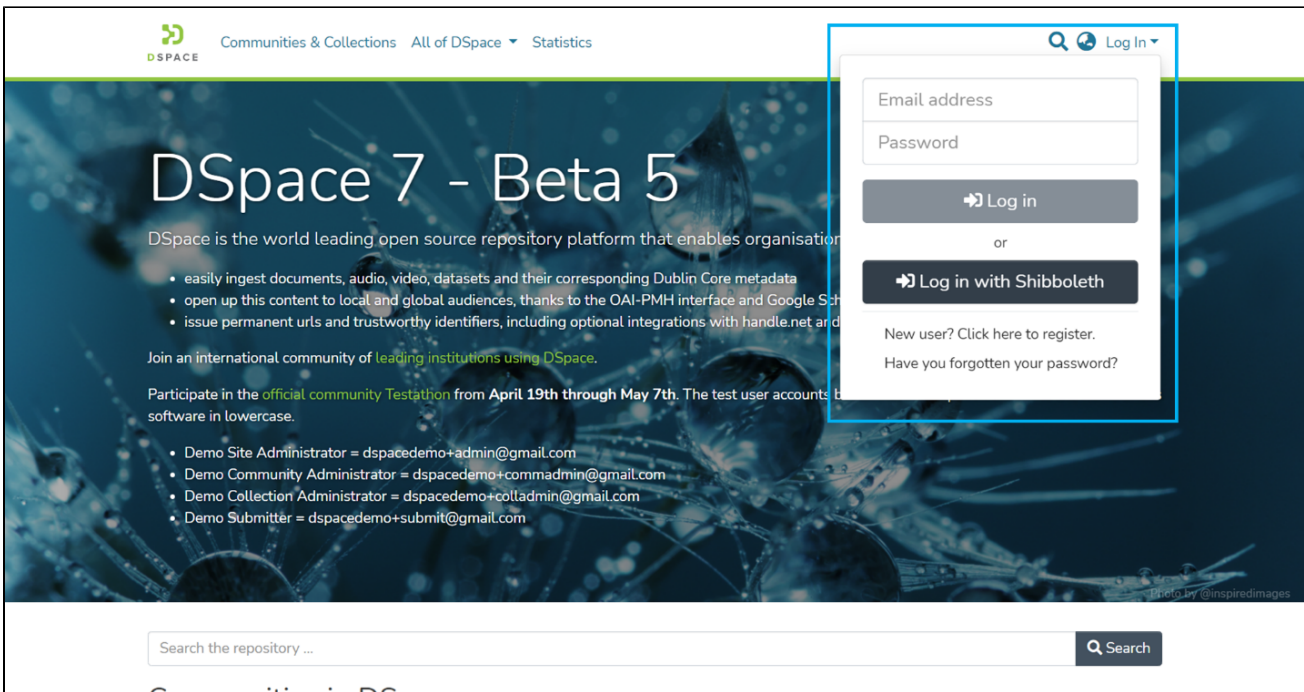 DSPACE
Communities & Collections All of DSpace Statistics
Log In
Email address
Password
Log in
or
Log in with Shibboleth
New user? Click here to register.
Have you forgotten your password?
DSpace 7 - Beta 5
DSpace is the world leading open source repository platform that enables
• easily ingest documents, audio, video, datasets and their corresponding Dublin Core metadata
• open up this content to local and global audiences, thanks to the OAI-PMH interface and Google
• issue permanent urls and trustworthy identifiers, including optional integrations with handle.net and
Join an international community of leading institutions using DSpace.
Participate in the official community Testathon from April 19th through May 7th. The test user accounts
software in lowercase.
• Demo Site Administrator = dspacedemo+admin@gmail.com
• Demo Community Administrator = dspacedemo+commadmin@gmail.com
• Demo Collection Administrator = dspacedemo+colladmin@gmail.com
• Demo Submitter = dspacedemo+submit@gmail.com
Photo by @inspiredimages
Search the repository ...
Search